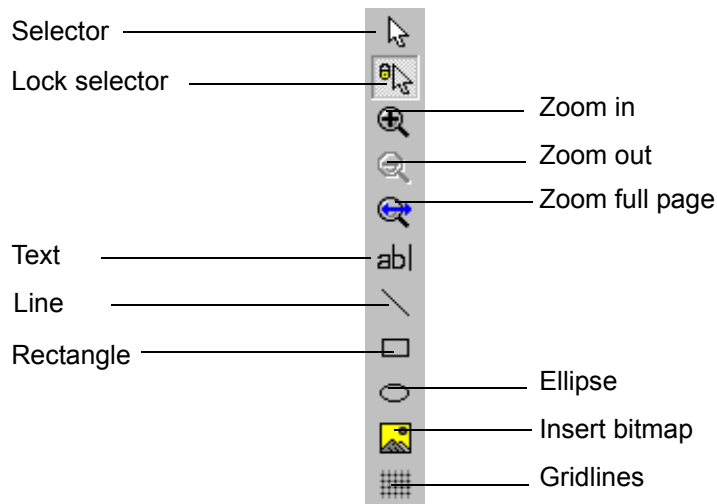 Selector
Lock selector
Zoom in
Zoom out
Zoom full page
Text
ab|
Line
Rectangle
Ellipse
Insert bitmap
Gridlines